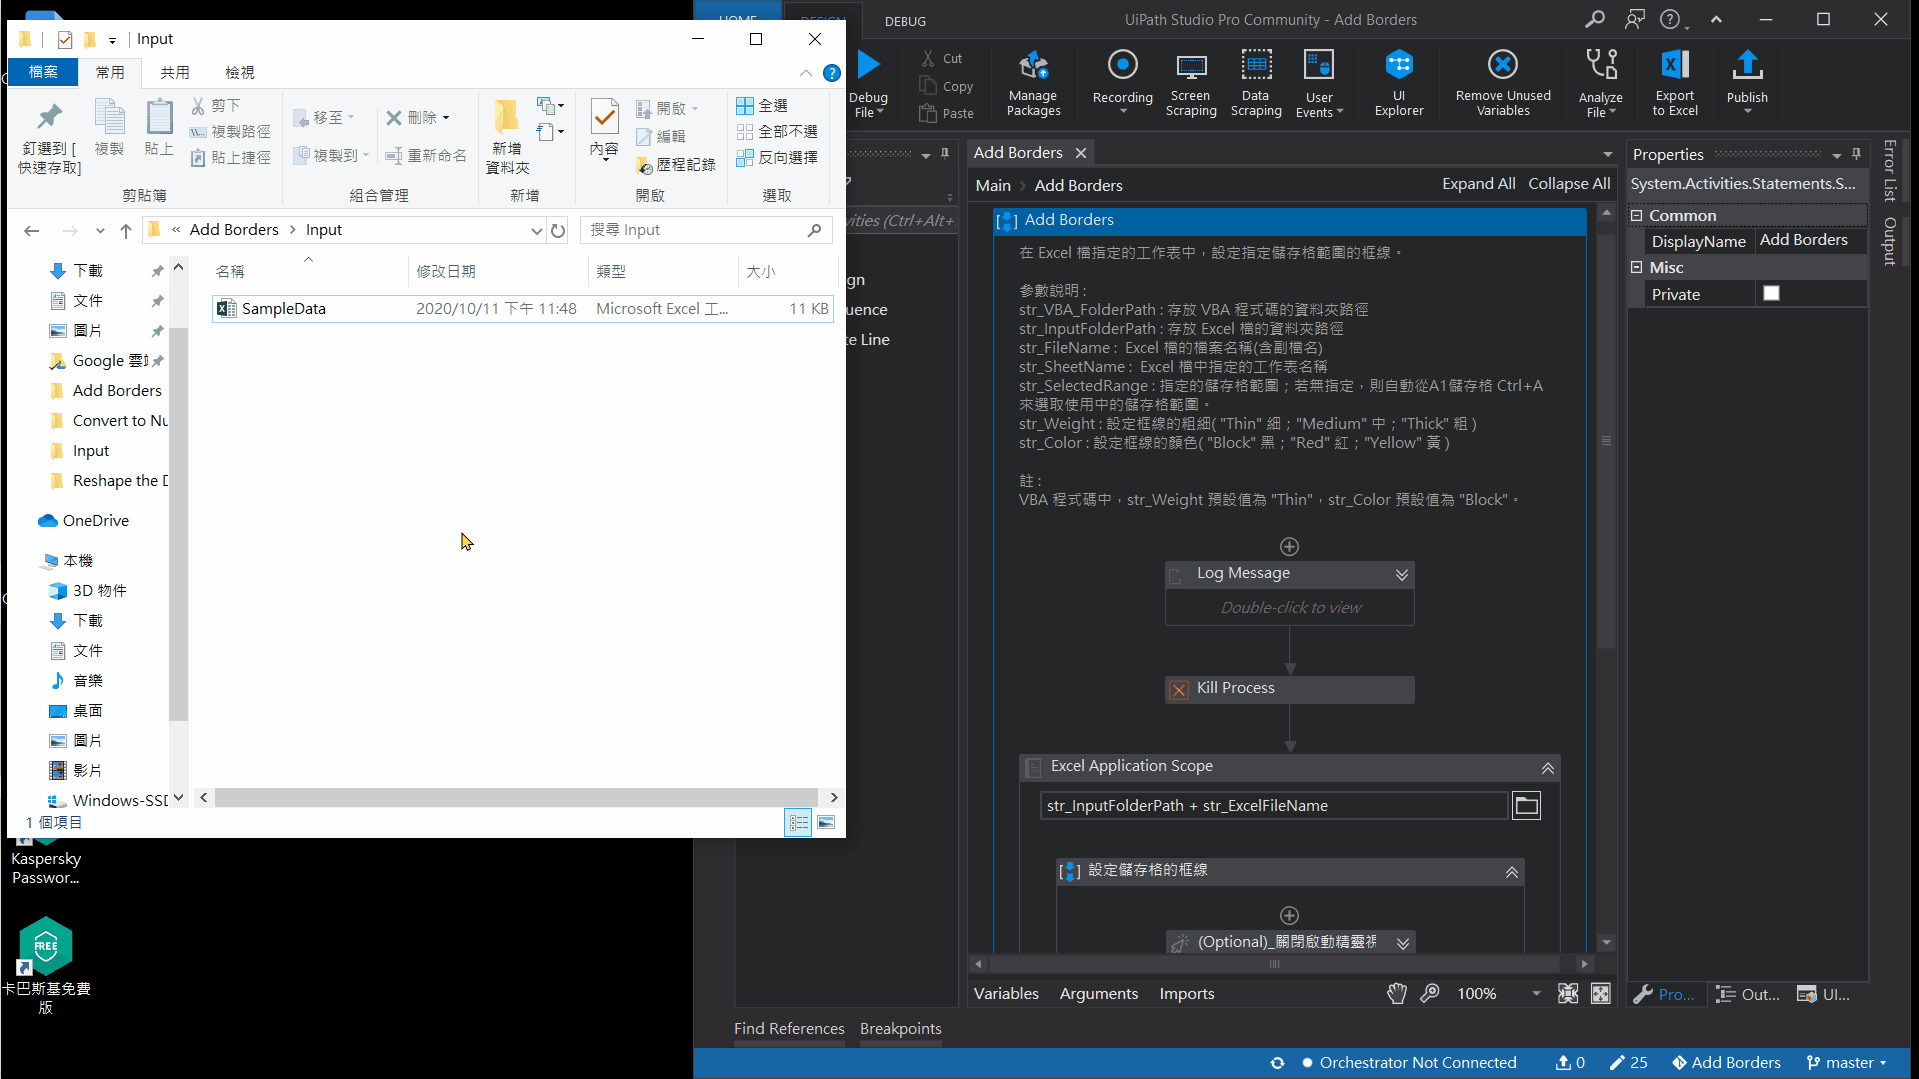 Input
檔案
常用
共用
檢視
釘選到 [
快速存取]
複製
貼上
剪下
複製路徑
貼上捷徑
剪貼簿
移至
複製到
刪除
重新命名
組合管理
新增
資料夾
新增
內容
開啟
編輯
歷程記錄
開啟
全選
全部不選
反向選擇
選取
« Add Borders > Input
搜尋 Input
名稱
修改日期
類型
大小
SampleData
2020/10/11 下午 11:48
Microsoft Excel 工...
11 KB
下載
文件
圖片
Google 雲
Add Borders
Convert to Nu
Input
Reshape the D
OneDrive
本機
3D 物件
下載
文件
音樂
桌面
圖片
影片
Windows-SSD
1 個項目
Kaspersky
Passwor...
FREE
卡巴斯基免費
版
HOME
DESIGN
DEBUG
UiPath Studio Pro Community - Add Borders
Debug
File
Cut
Copy
Paste
Manage
Packages
Recording
Screen
Scraping
Data
Scraping
User
Events
UI
Explorer
Remove Unused
Variables
Analyze
File
Export
to Excel
Publish
vities (Ctrl+Alt+
gn
uence
te Line
Add Borders
Main > Add Borders
Expand All
Collapse All
Add Borders
在 Excel 檔指定的工作表中，設定指定儲存格範圍的框線。
參數說明 :
str_VBA_FolderPath : 存放 VBA 程式碼的資料夾路徑
str_InputFolderPath : 存放 Excel 檔的資料夾路徑
str_FileName : Excel 檔的檔案名稱(含副檔名)
str_SheetName : Excel 檔中指定的工作表名稱
str_SelectedRange : 指定的儲存格範圍；若無指定，則自動從A1儲存格 Ctrl+A
來選取使用中的儲存格範圍。
str_Weight : 設定框線的粗細( "Thin" 細；"Medium" 中；"Thick" 粗 )
str_Color : 設定框線的顏色( "Block" 黑；"Red" 紅；"Yellow" 黃 )
註 :
VBA 程式碼中，str_Weight 預設值為 "Thin"，str_Color 預設值為 "Block"。
Log Message
Double-click to view
Kill Process
Excel Application Scope
str_InputFolderPath + str_ExcelFileName
設定儲存格的框線
(Optional)_關閉啟動精靈視
Variables
Arguments
Imports
100%
Find References
Breakpoints
Properties
System.Activities.Statements.S...
Common
DisplayName
Add Borders
Misc
Private
Error List
Output
Pro...
Out...
UI...
Orchestrator Not Connected
0
25
Add Borders
master